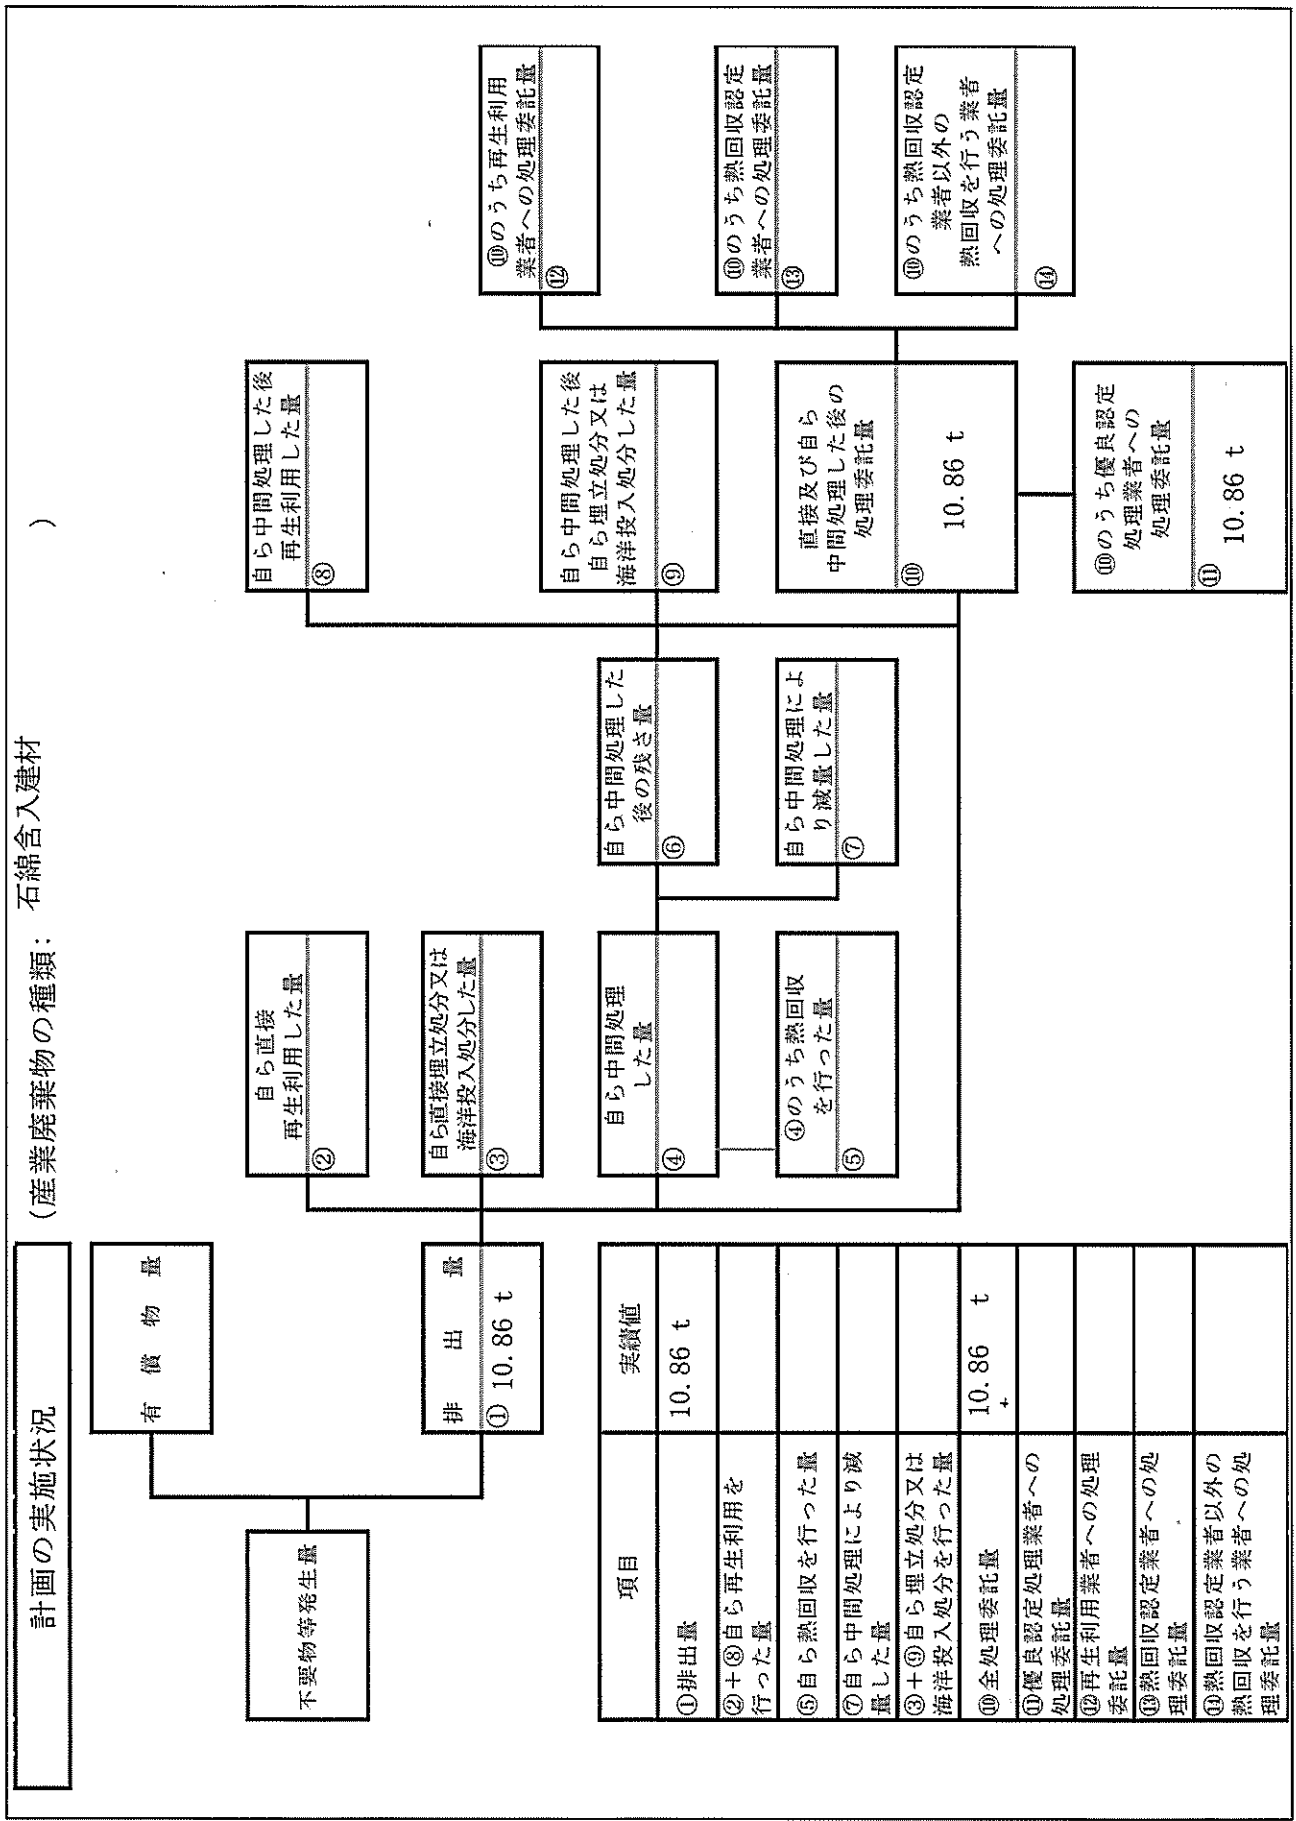 計画の実施状況
(産業廃棄物の種類: 石綿含入建材 )
有償物量
不要物等発生量
排出量
① 10.86 t
自ら直接
再生利用した量
②
自ら直接埋立処分又は
海洋投入処分した量
③
自ら中間処理
した量
④
④のうち熱回収
を行った量
⑤
自ら中間処理した
後の残さ量
⑥
自ら中間処理によ
り減量した量
⑦
自ら中間処理した後
再生利用した量
⑧
自ら中間処理した後
自ら埋立処分又は
海洋投入処分した量
⑨
直接及び自ら
中間処理した後の
処理委託量
⑩
10.86 t
⑩のうち優良認定
処理業者への
処理委託量
⑪
10.86 t
⑩のうち再生利用
業者への処理委託量
⑫
⑩のうち熱回収認定
業者への処理委託量
⑬
⑩のうち熱回収認定
業者以外の
熱回収を行う業者
への処理委託量
⑭
項目 実績値
①排出量 10.86 t
②+⑧自ら再生利用を
行った量
⑤自ら熱回収を行った量
⑦自ら中間処理により減
量した量
③+⑨自ら埋立処分又は
海洋投入処分を行った量
⑩全処理委託量 10.86 t
⑪優良認定処理業者への
処理委託量
⑫再生利用業者への処理
委託量
⑬熱回収認定業者への処
理委託量
⑭熱回収認定業者以外の
熱回収を行う業者への処
理委託量